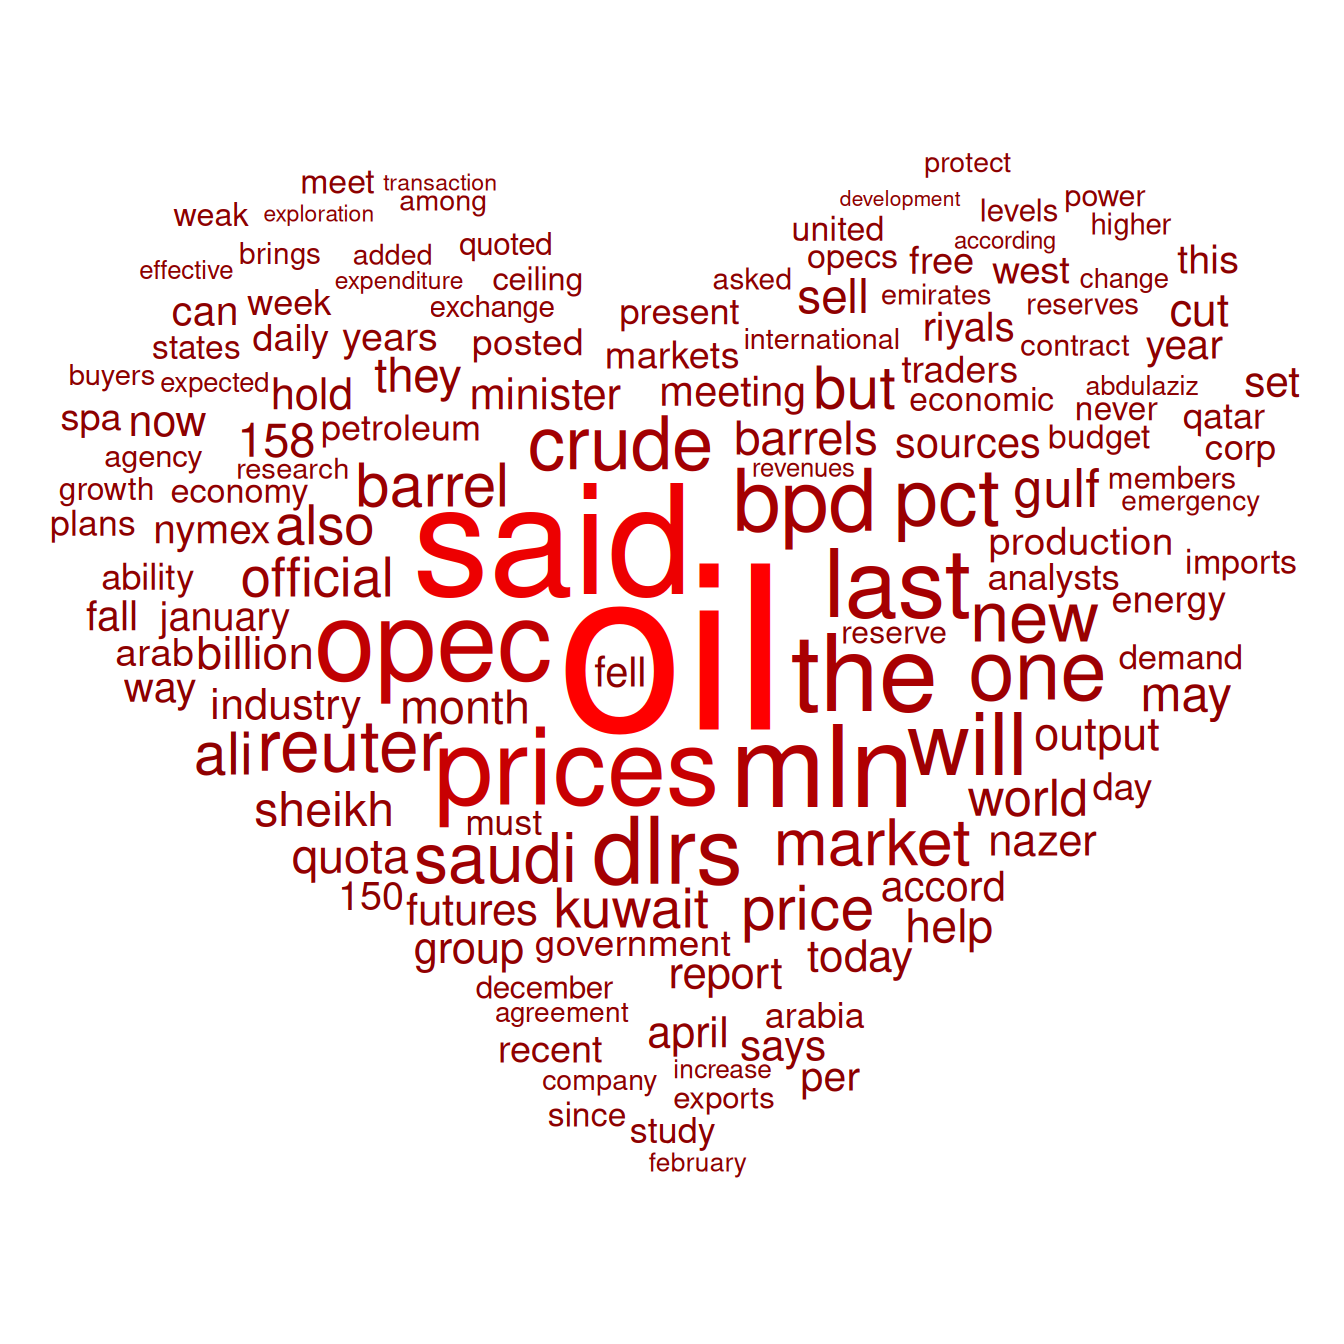 protect
meet transaction
development power
among
weak exploration levels
united higher
brings added quoted according
opecs free this
effective expenditure ceiling asked west change
can week exchange sell emirates reserves cut
present riyals
states daily years posted markets international contract year
buyers expected hold they minister meeting but traders abdulaziz set
economic
spa now 158 petroleum crude barrels sources never qatar
budget corp
agency research revenues
growth economy barrel bpd pct gulf members
emergency
plans nymex also said production
imports
ability official last analysts
fall january new energy
reserve
arab billion opec fell oil the one demand
way industry month may
ali reuter prices mln will output
sheikh world day
must
quota saudi dlrs market nazer
150 futures kuwait price accord
group government help
report today
december
agreement april arabia
recent says
company increase per
since exports
study
february